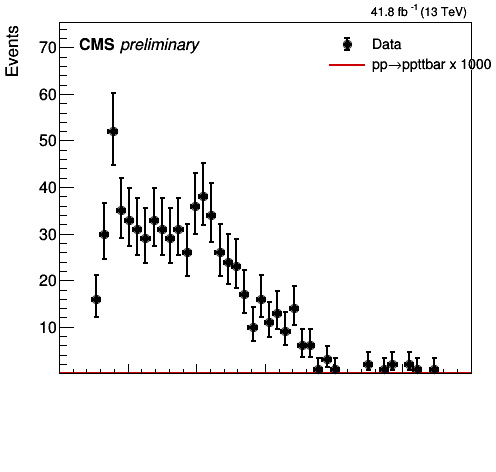 41.8 fb⁻¹ (13 TeV)
CMS preliminary
Data
pp→ppttbar x 1000
Events
70
60
50
40
30
20
10